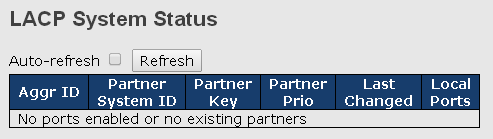 LACP System Status
Auto-refresh Refresh
Aggr ID Partner System ID Partner Key Partner Prio Last Changed Local Ports
No ports enabled or no existing partners